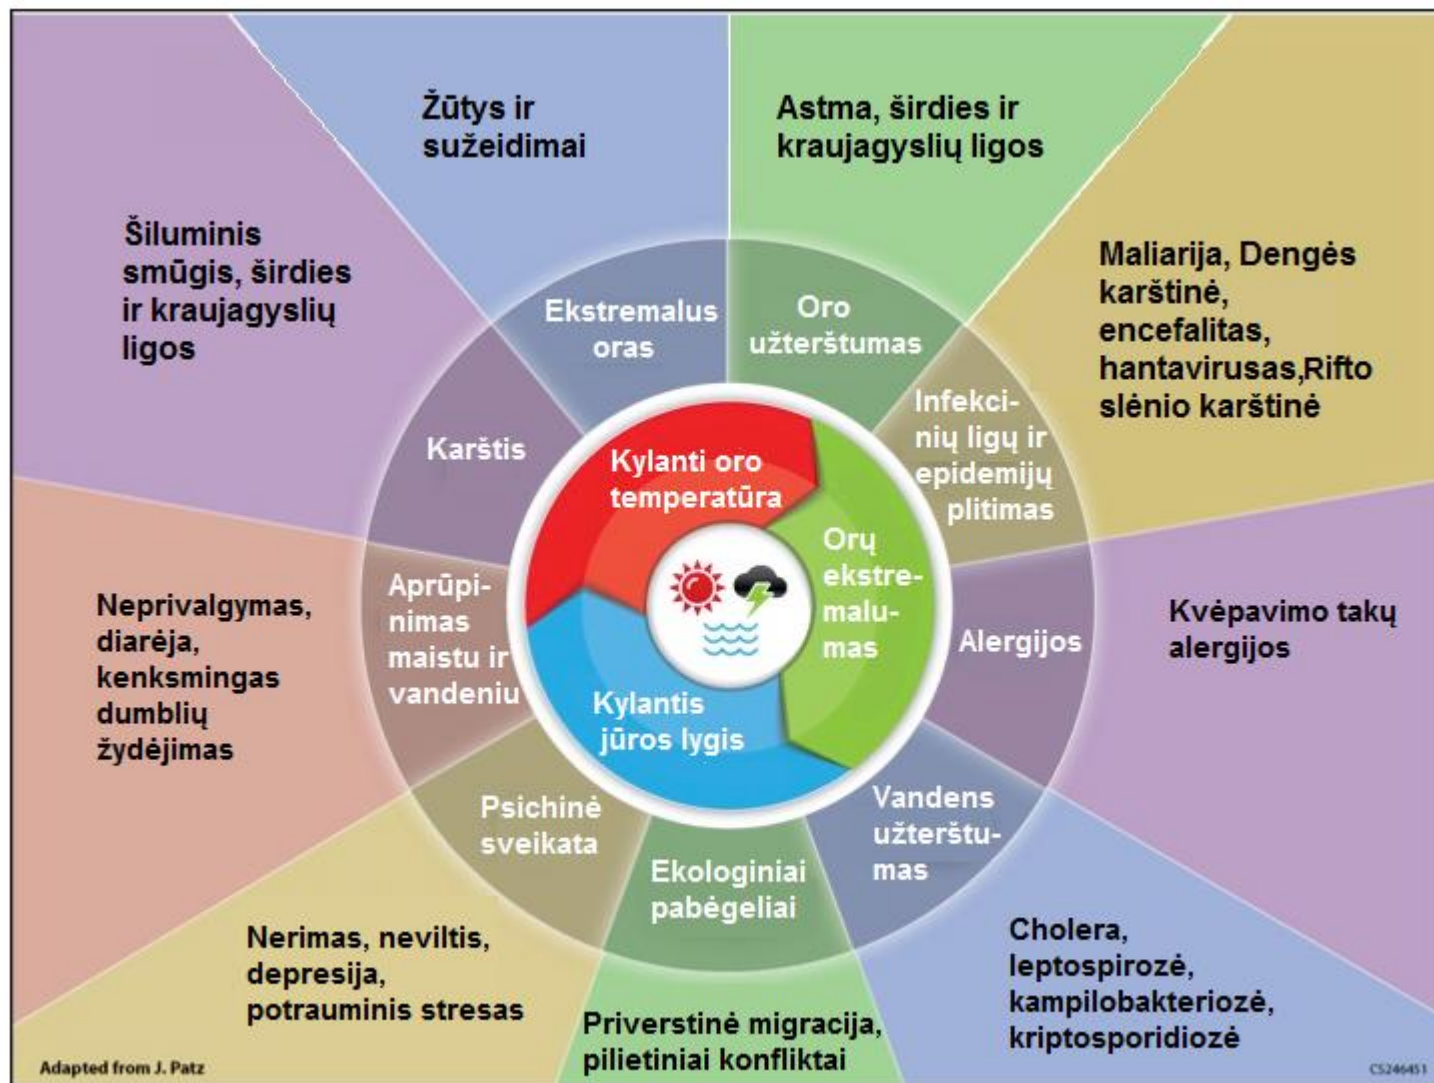 Žūtys ir
sužeidimai
Astma, širdies ir
kraujagyslių ligos
Šiluminis
smūgis, širdies
ir kraujagyslių
ligos
Maliarija, Dengės
karštinė,
encefalitas,
hantavirusas,Rifto
slėnio karštinė
Ekstremalus
oras
Oro
užterštumas
Karštis
Infekci-
nių ligų ir
epidemijų
plitimas
Kylanti oro
temperatūra
Orų
ekstre-
malu-
mas
Kylantis
jūros lygis
Aprūpi-
nimas
maistu ir
vandeniu
Alergijos
Neprivalgymas,
diarėja,
kenksmingas
dumblių
žydėjimas
Kvėpavimo takų
alergijos
Psichinė
sveikata
Ekologiniai
pabėgeliai
Vandens
užterštu-
mas
Nerimas, neviltis,
depresija,
potrauminis stresas
Priverstinė migracija,
pilietiniai konfliktai
Cholera,
leptospirozė,
kampilobakteriozė,
kriptosporidiozė
Adapted from J. Patz
CS246451